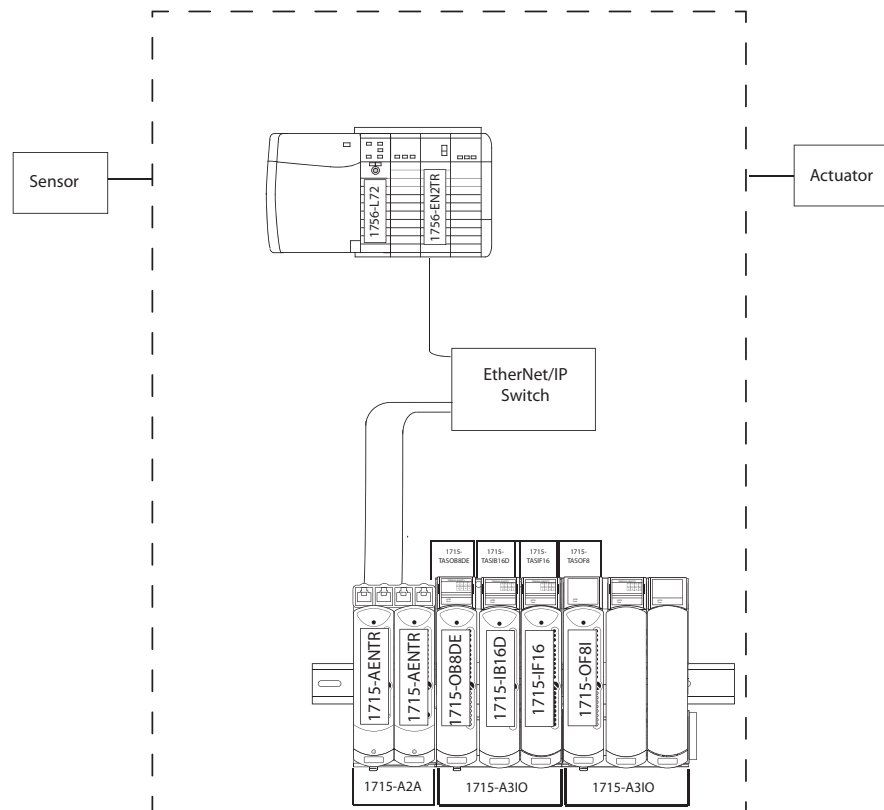 Sensor
Actuator
1756-L72
1756-EN2TR
EtherNet/IP
Switch
1715-
TASOB8DE
1715-
TASIB16D
1715-
TASIF16
1715-
TASOF8
1715-AENTR
1715-AENTR
1715-OB8DE
1715-IB16D
1715-IF16
1715-OF8I
1715-A2A
1715-A3IO
1715-A3IO